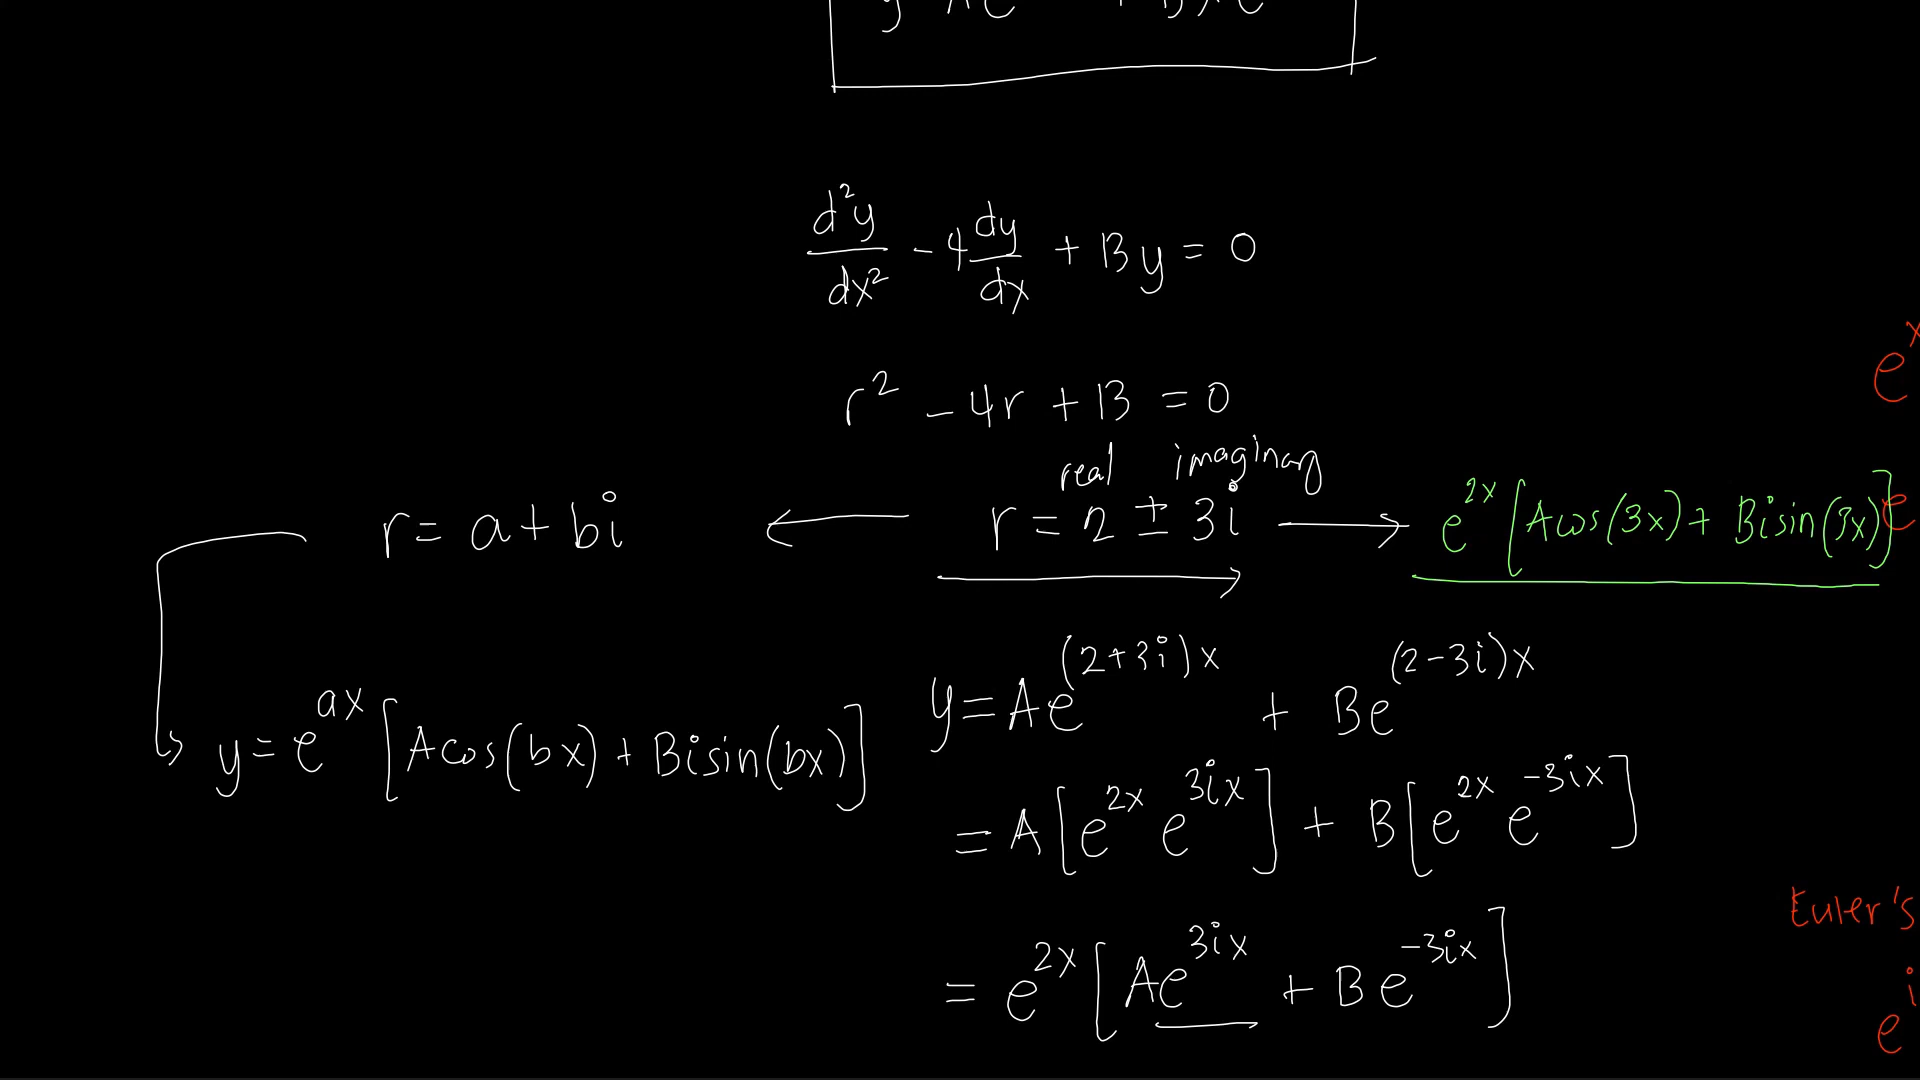 d²y/dx² - 4 dy/dx + 13y = 0
e^x
r² - 4r + 13 = 0
real imaginary
r = a + bi
r = 2 ± 3i
e^2x [Acos(3x) + Bisin(3x)]
e
y = Ae^(2+3i)x + Be^(2-3i)x
y = e^ax [Acos(bx) + Bisin(bx)]
= A[e^2x e^3ix] + B[e^2x e^-3ix]
Euler's
= e^2x [Ae^3ix + Be^-3ix]
e^i